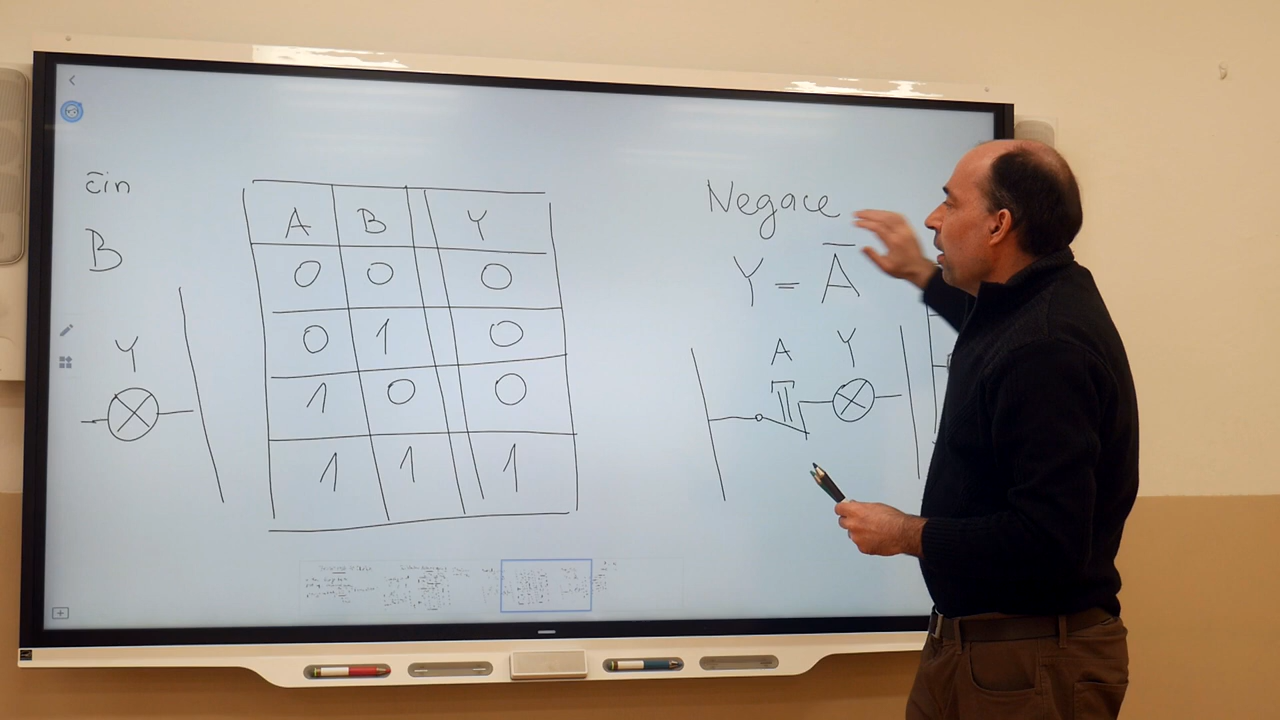 čin
B
Y
A B Y
0 0 0
0 1 0
1 0 0
1 1 1
Negace
Y = A̅
A Y